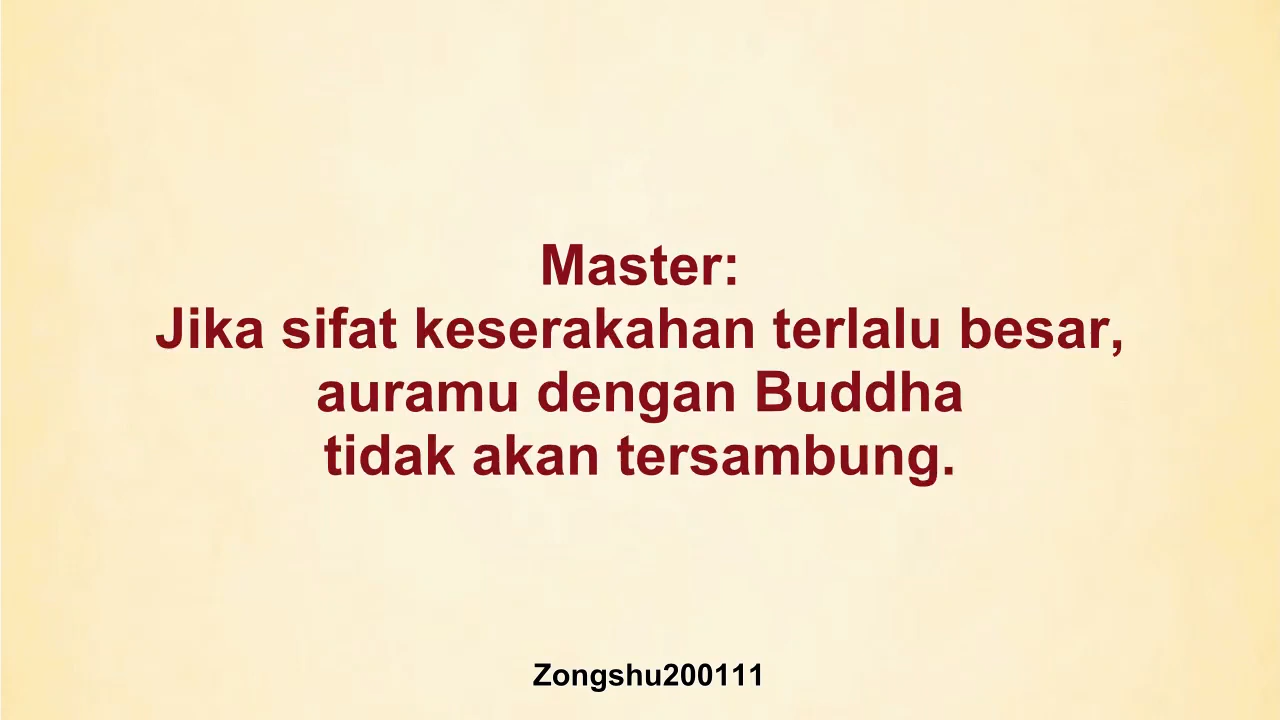 Master:
Jika sifat keserakahan terlalu besar,
auramu dengan Buddha
tidak akan tersambung.
Zongshu200111